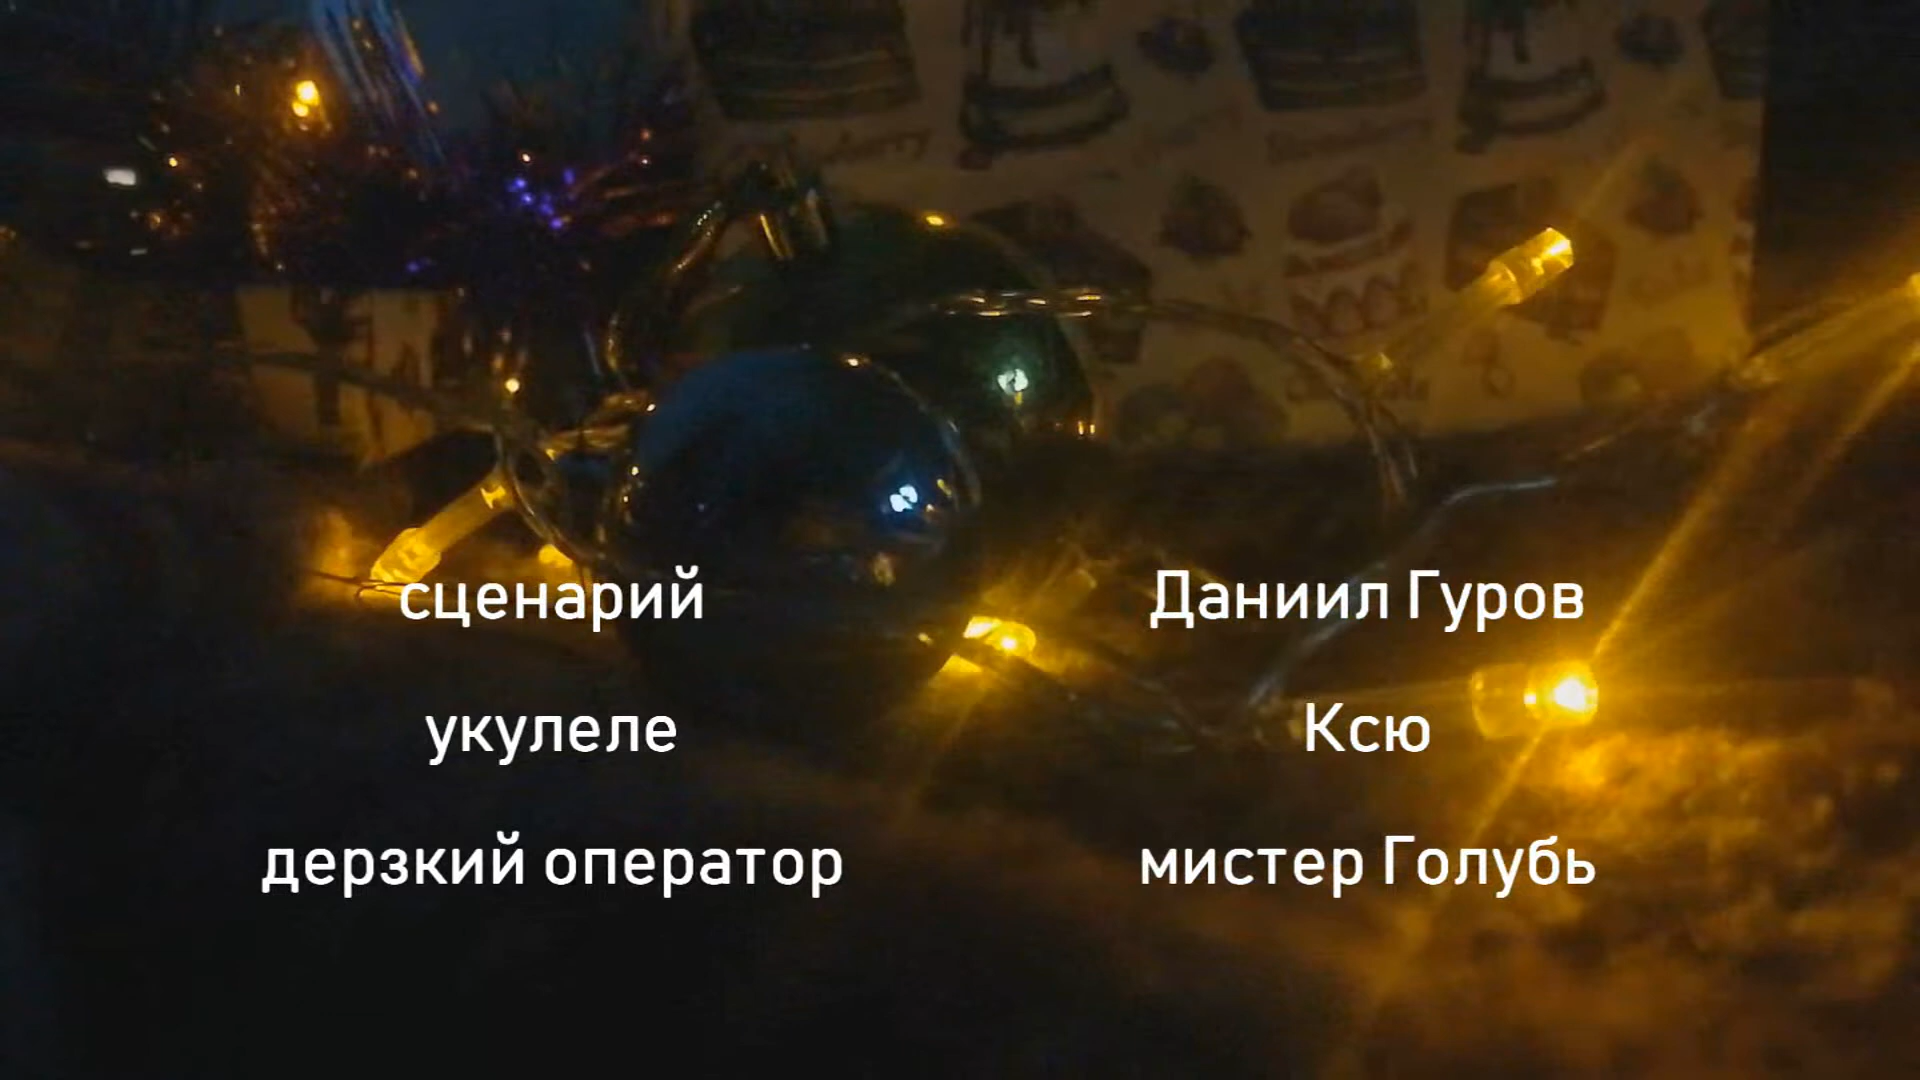 сценарий Даниил Гуров
укулеле Ксю
дерзкий оператор мистер Голубь